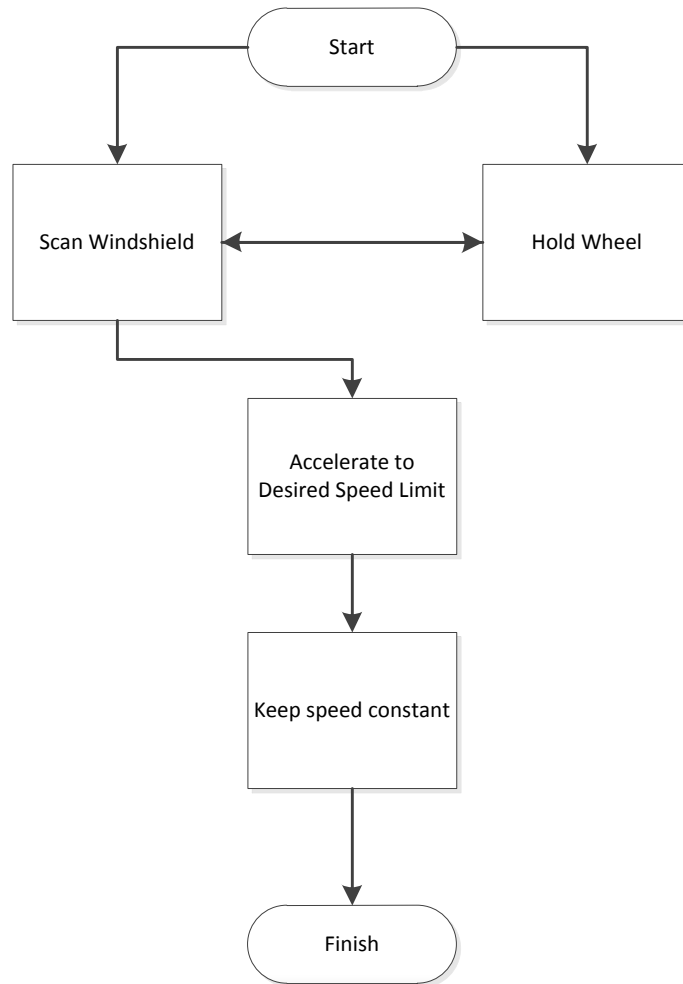 Start
Scan Windshield
Hold Wheel
Accelerate to
Desired Speed Limit
Keep speed constant
Finish